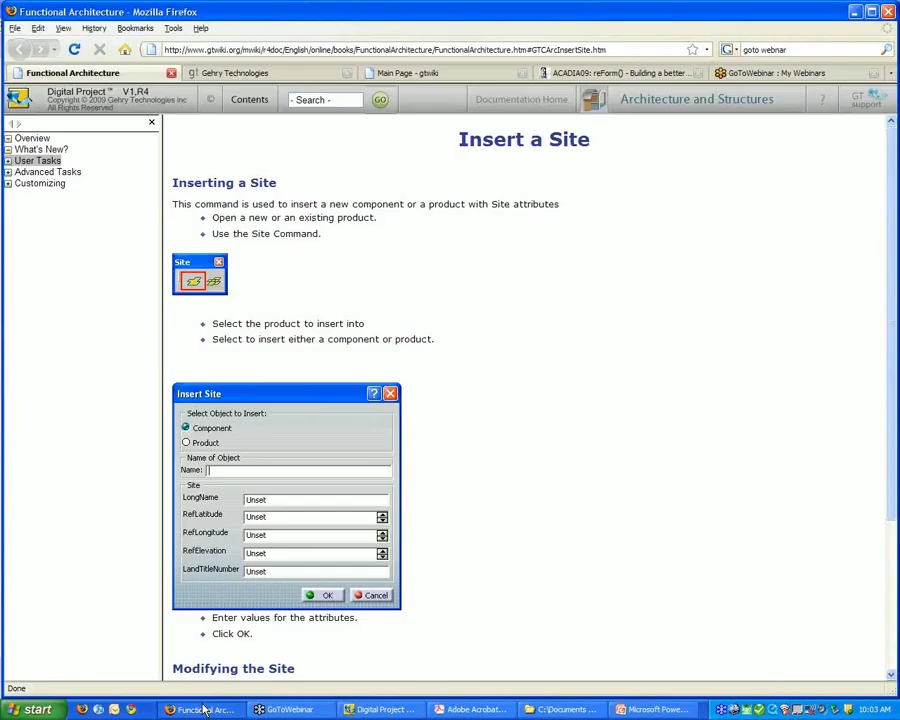 Functional Architecture - Mozilla Firefox
File Edit View History Bookmarks Tools Help
http://www.gtwiki.org/mwiki/r4doc/English/online/books/FunctionalArchitecture/FunctionalArchitecture.htm#GTCArcInsertSite.htm
goto webnar
Functional Architecture
Gehry Technologies
Main Page - gtwiki
ACADIA09: reForm() - Building a better...
GoToWebinar : My Webinars
Digital Project™ V1,R4
Copyright © 2009 Gehry Technologies Inc
All Rights Reserved
©
Contents
- Search -
GO
Documentation Home
Architecture and Structures
?
GT
support
Overview
What's New?
User Tasks
Advanced Tasks
Customizing
Insert a Site
Inserting a Site
This command is used to insert a new component or a product with Site attributes
Open a new or an existing product.
Use the Site Command.
Site
Select the product to insert into
Select to insert either a component or product.
Insert Site
Select Object to Insert:
Component
Product
Name of Object
Name:
Site
LongName Unset
RefLatitude Unset
RefLongitude Unset
RefElevation Unset
LandTitleNumber Unset
OK Cancel
Enter values for the attributes.
Click OK.
Modifying the Site
Done
start
Functional Arc...
GoToWebinar
Digital Project ...
Adobe Acrobat...
C:\Documents ...
Microsoft Powe...
10:03 AM